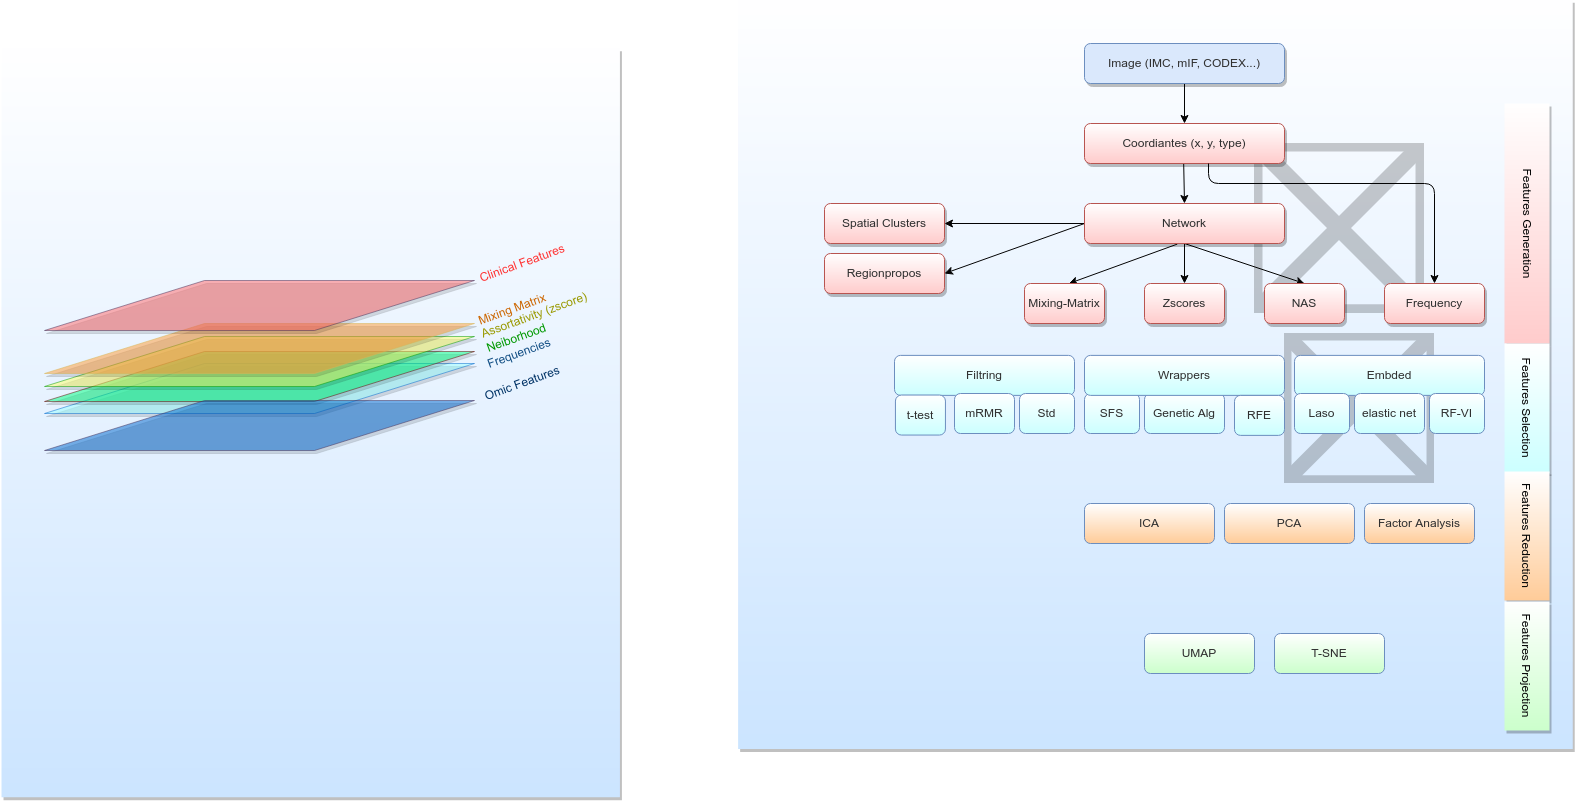 Clinical Features
Mixing Matrix
Assortativity (zscore)
Neiborhood
Frequencies
Omic Features
Image (IMC, mIF, CODEX...)
Coordiantes (x, y, type)
Spatial Clusters
Network
Regionpropos
Mixing-Matrix
Zscores
NAS
Frequency
Features Generation
Filtring
Wrappers
Embded
t-test
mRMR
Std
SFS
Genetic Alg
RFE
Laso
elastic net
RF-VI
Features Selection
ICA
PCA
Factor Analysis
Features Reduction
UMAP
T-SNE
Features Projection